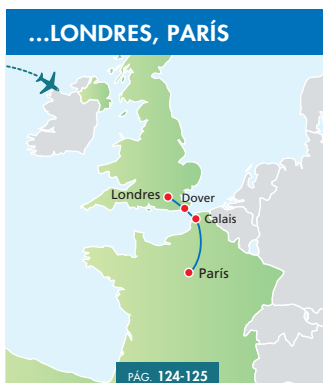 ...LONDRES, PARÍS
Londres
Dover
Calais
París
PÁG. 124-125